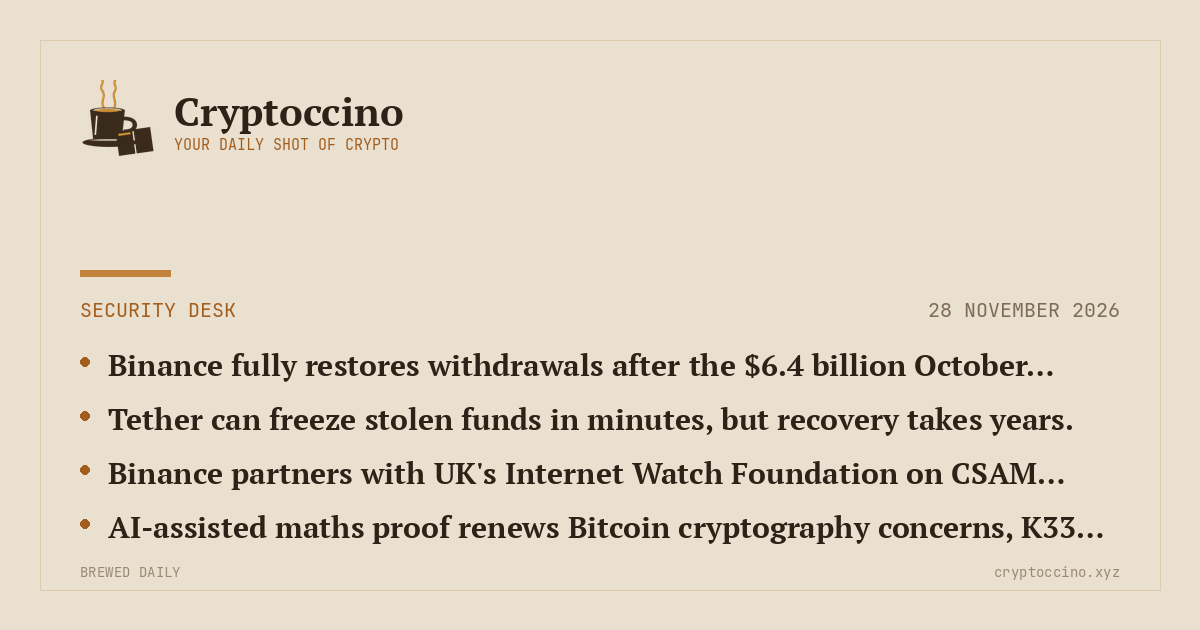 Cryptoccino
YOUR DAILY SHOT OF CRYPTO
SECURITY DESK
28 NOVEMBER 2026
Binance fully restores withdrawals after the $6.4 billion October...
Tether can freeze stolen funds in minutes, but recovery takes years.
Binance partners with UK's Internet Watch Foundation on CSAM...
AI-assisted maths proof renews Bitcoin cryptography concerns, K33...
BREWED DAILY
cryptoccino.xyz